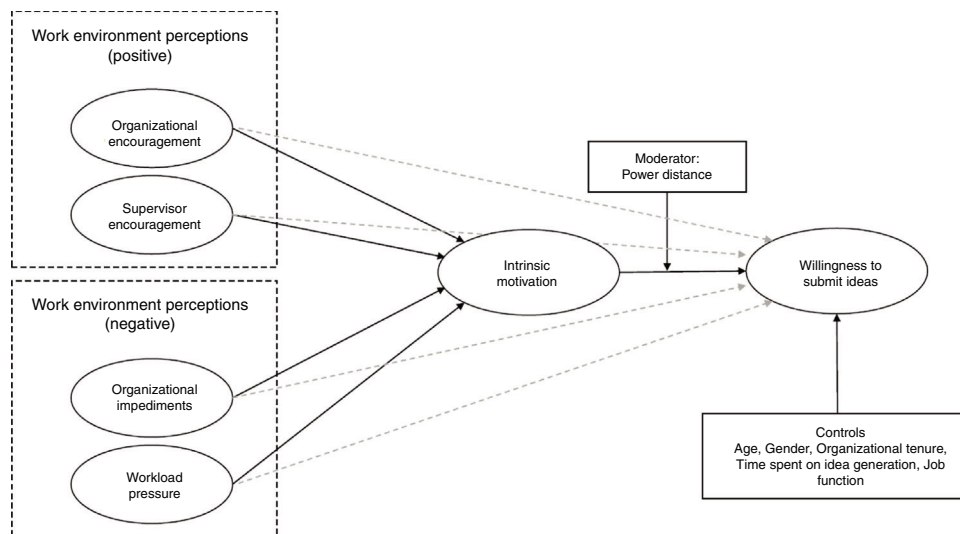 Work environment perceptions
(positive)
Organizational
encouragement
Supervisor
encouragement
Moderator:
Power distance
Intrinsic
motivation
Willingness to
submit ideas
Work environment perceptions
(negative)
Organizational
impediments
Workload
pressure
Controls
Age, Gender, Organizational tenure,
Time spent on idea generation, Job
function